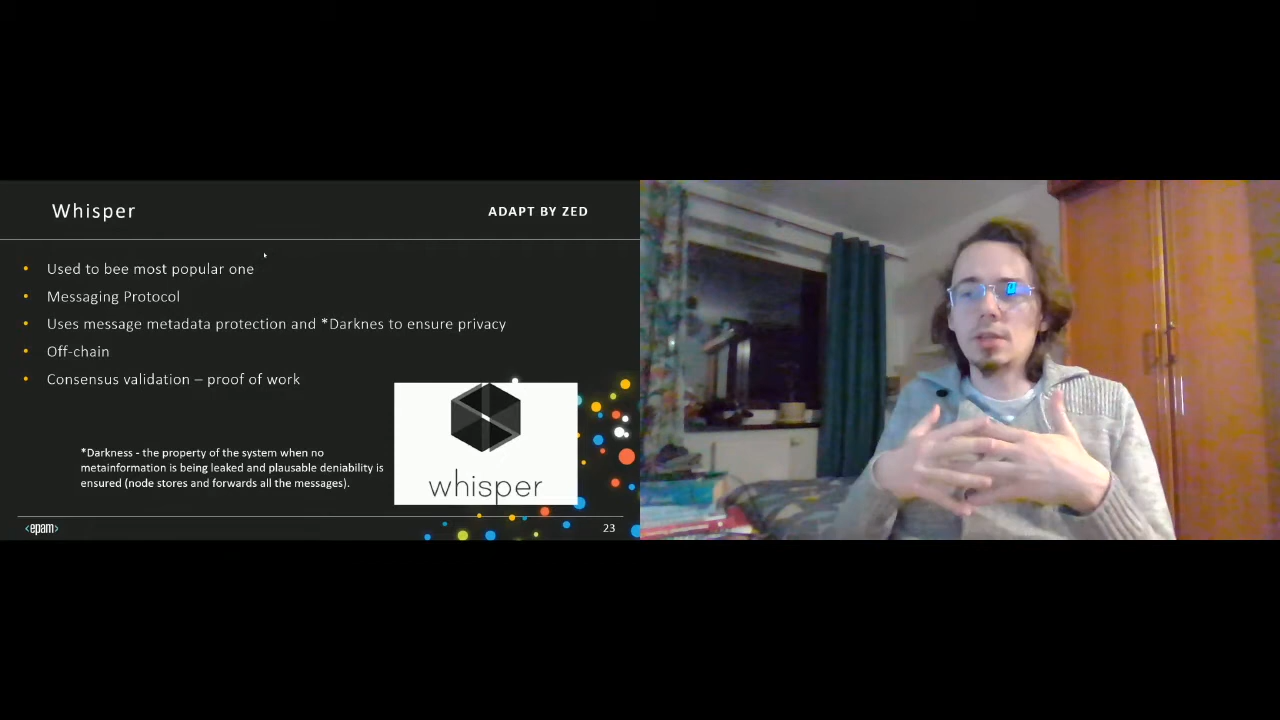 Whisper
ADAPT BY ZED
• Used to bee most popular one
• Messaging Protocol
• Uses message metadata protection and *Darknes to ensure privacy
• Off-chain
• Consensus validation – proof of work
*Darkness - the property of the system when no
metainformation is being leaked and plausable deniability is
ensured (node stores and forwards all the messages).
whisper
<epam>
23